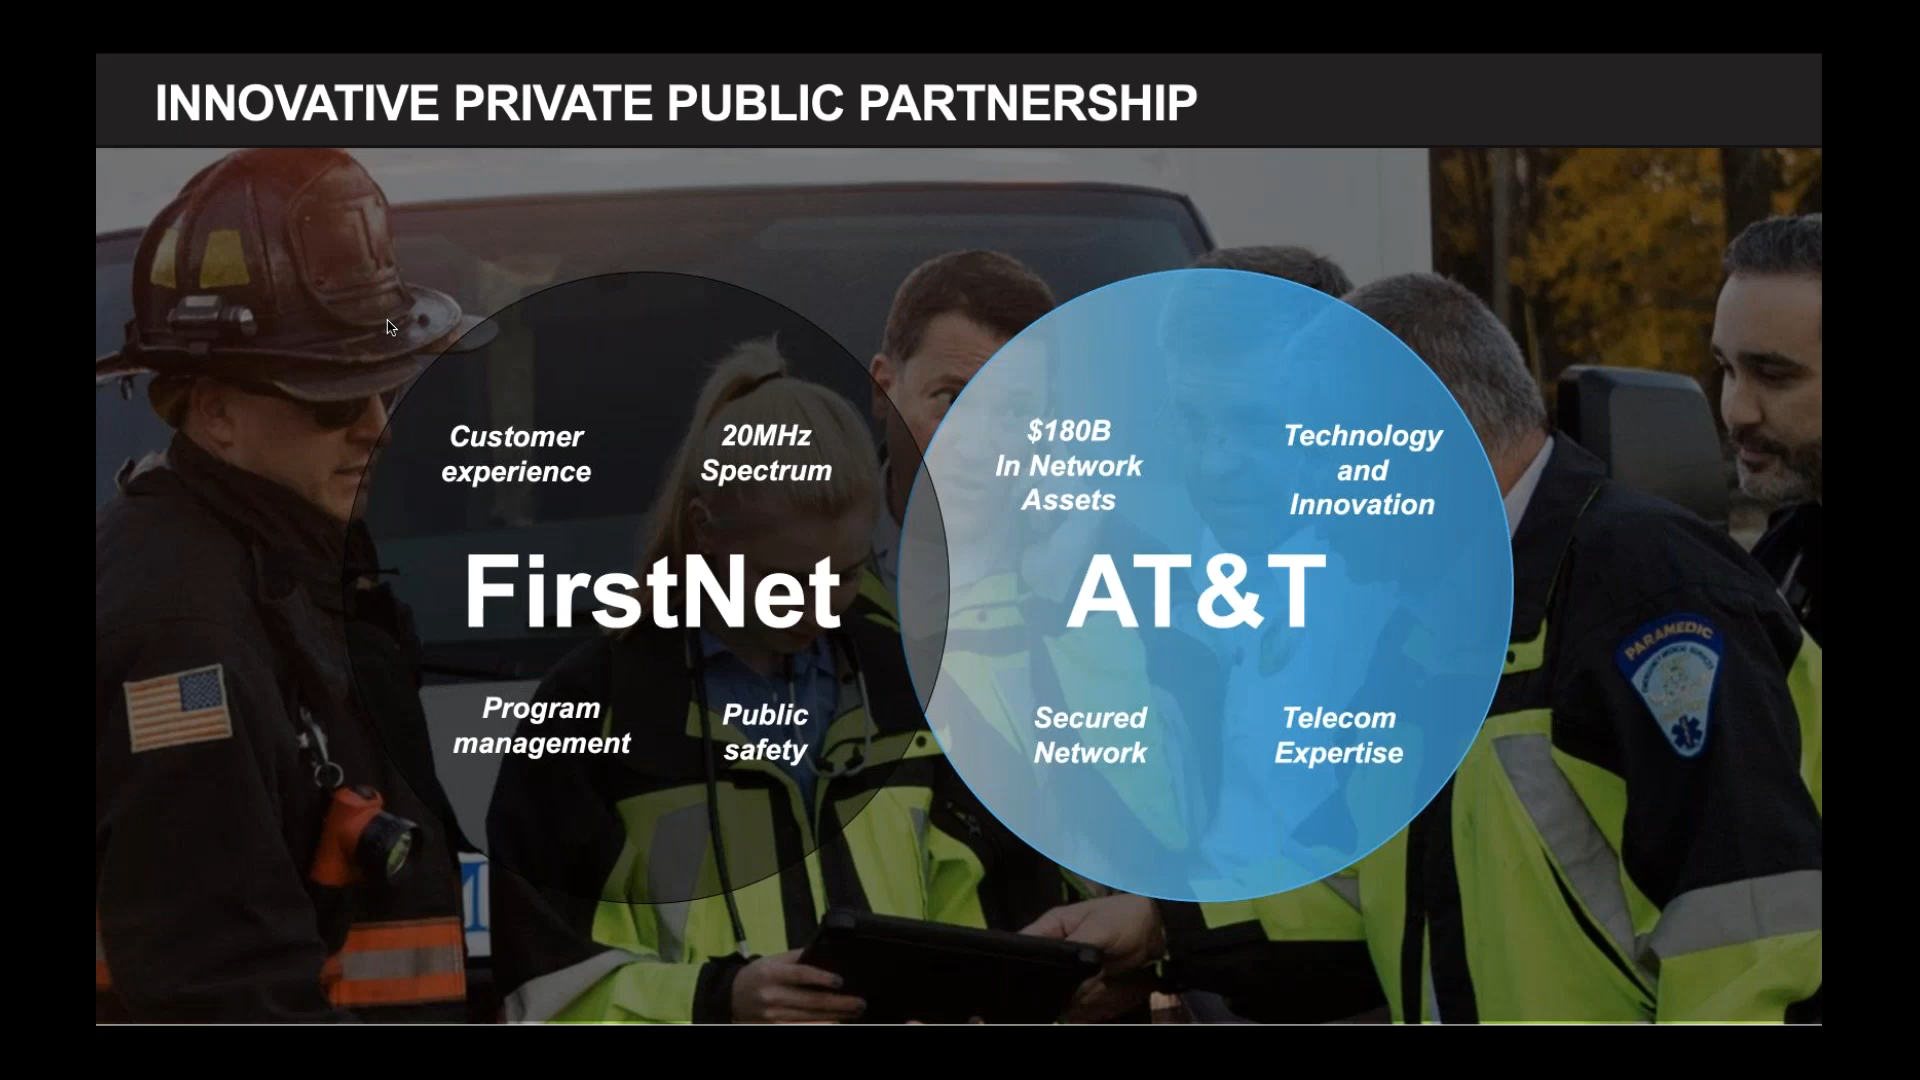 INNOVATIVE PRIVATE PUBLIC PARTNERSHIP
Customer
experience
20MHz
Spectrum
FirstNet
Program
management
Public
safety
$180B
In Network
Assets
Technology
and
Innovation
AT&T
Secured
Network
Telecom
Expertise
PARAMEDIC